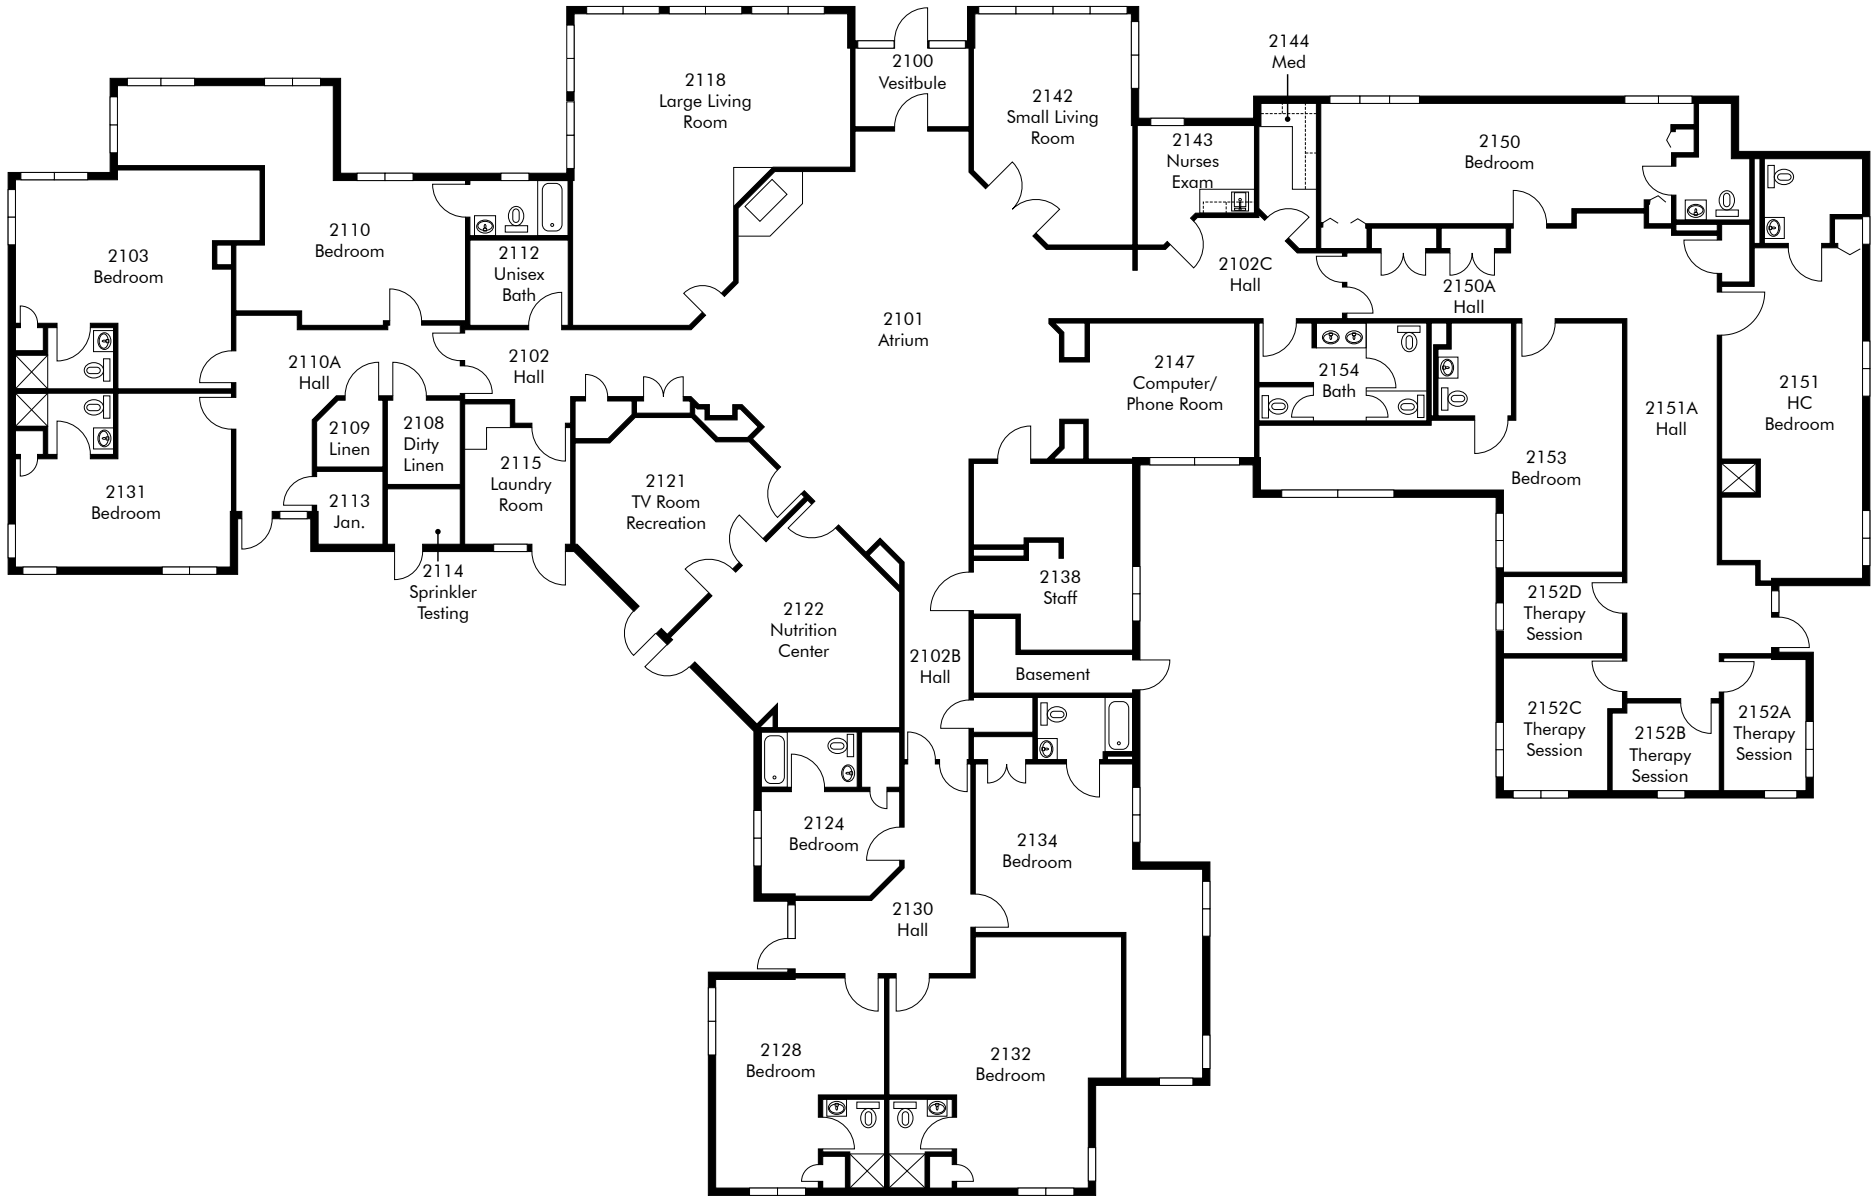 2144
Med
2100
Vesitbule
2118
Large Living
Room
2142
Small Living
Room
2143
Nurses
Exam
2150
Bedroom
2110
Bedroom
2103
Bedroom
2112
Unisex
Bath
2102C
Hall
2150A
Hall
2101
Atrium
2110A
Hall
2102
Hall
2147
Computer/
Phone Room
2154
Bath
2151
HC
Bedroom
2151A
Hall
2109
Linen
2108
Dirty
Linen
2115
Laundry
Room
2121
TV Room
Recreation
2153
Bedroom
2131
Bedroom
2113
Jan.
2114
Sprinkler
Testing
2138
Staff
2122
Nutrition
Center
2152D
Therapy
Session
2102B
Hall
Basement
2152C
Therapy
Session
2152B
Therapy
Session
2152A
Therapy
Session
2124
Bedroom
2134
Bedroom
2130
Hall
2128
Bedroom
2132
Bedroom